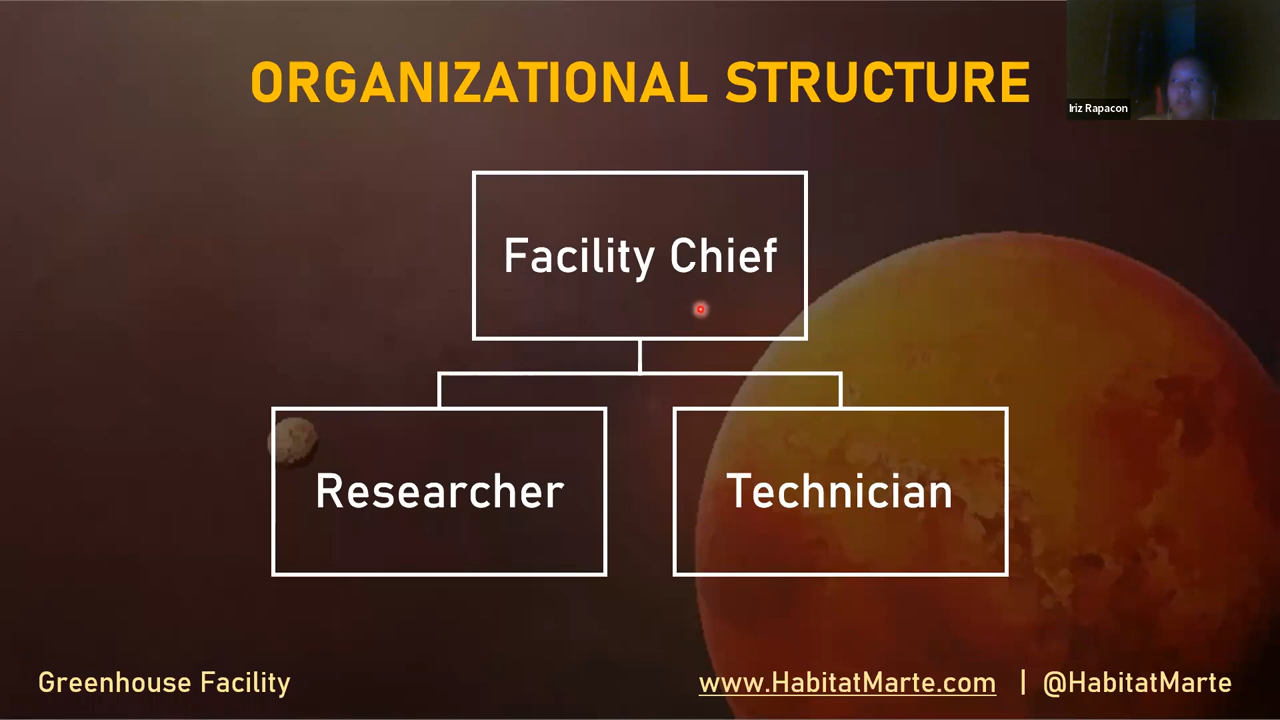 ORGANIZATIONAL STRUCTURE
Iriz Rapacon
Facility Chief
Researcher
Technician
Greenhouse Facility
www.HabitatMarte.com | @HabitatMarte